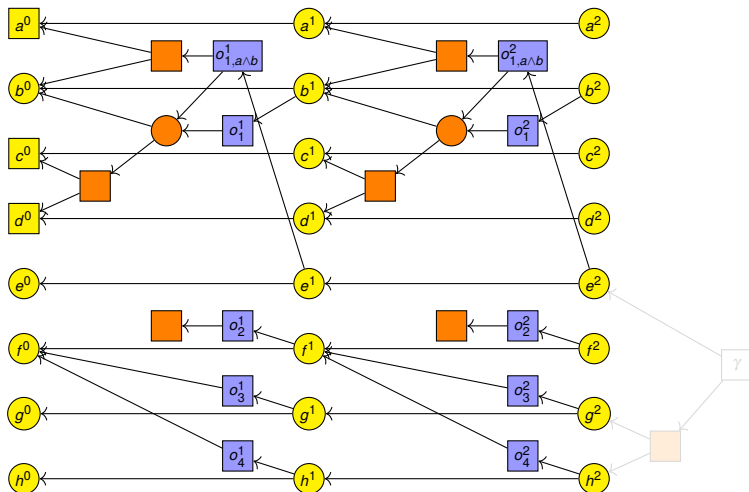 a⁰ a¹ a²
o¹₁,a∧b o²₁,a∧b
b⁰ b¹ b²
o¹₁ o²₁
c⁰ c¹ c²
d⁰ d¹ d²
e⁰ e¹ e²
o¹₂ o²₂
f⁰ f¹ f²
γ
o¹₃ o²₃
g⁰ g¹ g²
o¹₄ o²₄
h⁰ h¹ h²